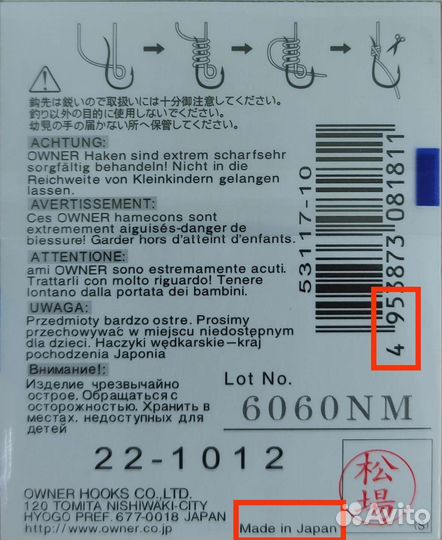 鈎先は鋭いので取扱いには十分御注意してください。
釣り以外の目的に使用しないでください。
幼児の手の届かない所へ保管してください。
ACHTUNG:
OWNER Haken sind extrem scharfsehr
sorgfältig behandeln! Nicht in die
Reichweite von Kleinkindern gelangen
lassen.
AVERTISSEMENT:
Ces OWNER hamecons sont
extremement aiguisés-danger de
biessure! Garder hors d'atteint d'enfants.
ATTENTIONE:
ami OWNER sono estremamente acuti.
Trattarli con molto riguardo! Tenere
lontano dalla portata dei bambini.
UWAGA:
Przedmioty bardzo ostre. Prosimy
przechowywać w miejscu niedostępnym
dla dzieci. Haczyki wędkarskie-kraj
pochodzenia Japonia
Внимание!:
Изделие чрезвычайно
острое. Обращаться с
осторожностью. Хранить в
местах, недоступных для
детей
53117-10
4 953873 081811
Lot No.
6060NM
22-1012
OWNER HOOKS CO.,LTD.
120 TOMITA NISHIWAKI-CITY
HYOGO PREF. 677-0018 JAPAN
http://www.owner.co.jp
Made in Japan
松場
(S)
Avito